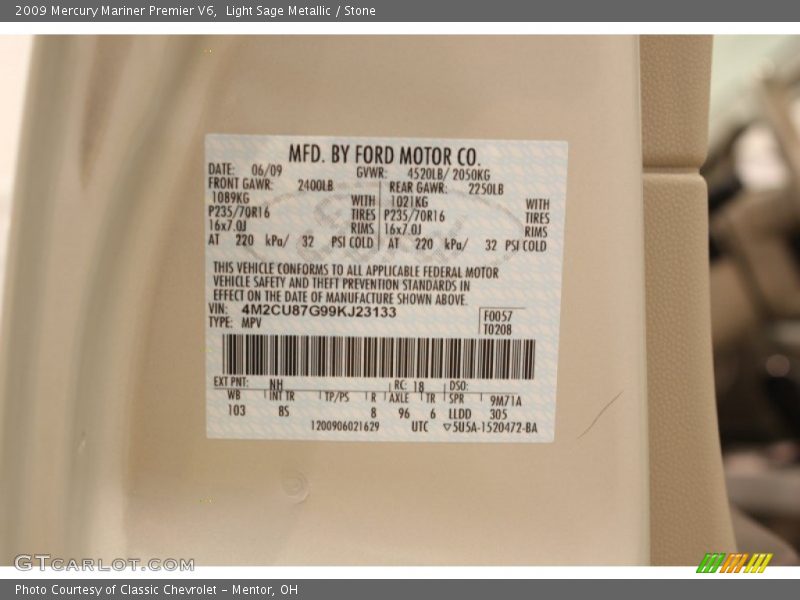 2009 Mercury Mariner Premier V6,  Light Sage Metallic / Stone
MFD. BY FORD MOTOR CO.
DATE: 06/09 GVWR: 4520LB/ 2050KG
FRONT GAWR: 2400LB REAR GAWR: 2250LB
1089KG WITH 1021KG WITH
P235/70R16 TIRES P235/70R16 TIRES
16x7.0J RIMS 16x7.0J RIMS
AT 220 kPa/ 32 PSI COLD AT 220 kPa/ 32 PSI COLD
THIS VEHICLE CONFORMS TO ALL APPLICABLE FEDERAL MOTOR
VEHICLE SAFETY AND THEFT PREVENTION STANDARDS IN
EFFECT ON THE DATE OF MANUFACTURE SHOWN ABOVE.
VIN: 4M2CU87G99KJ23133 F0057
TYPE: MPV T0208
EXT PNT: NH RC: 18 DSO:
WB INT TR TP/PS R AXLE TR SPR 9M71A
103 8S 8 96 6 LLDD 305
1200906021629 UTC ▽5U5A-1520472-BA
GTCARLOT.COM
Photo Courtesy of Classic Chevrolet – Mentor, OH